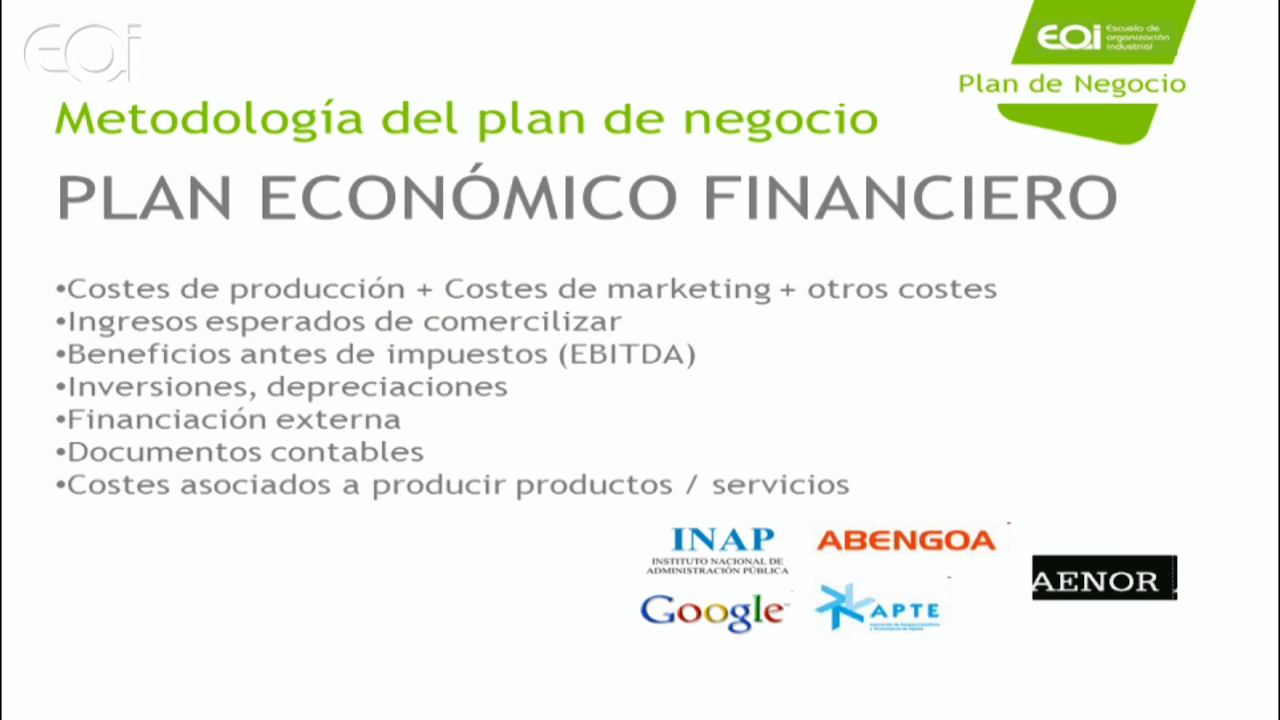 EOi
EOi Escuela de
organización
industrial
Plan de Negocio
Metodología del plan de negocio
PLAN ECONÓMICO FINANCIERO
•Costes de producción + Costes de marketing + otros costes
•Ingresos esperados de comercilizar
•Beneficios antes de impuestos (EBITDA)
•Inversiones, depreciaciones
•Financiación externa
•Documentos contables
•Costes asociados a producir productos / servicios
INAP
INSTITUTO NACIONAL DE
ADMINISTRACIÓN PÚBLICA
ABENGOA
AENOR
Google
APTE